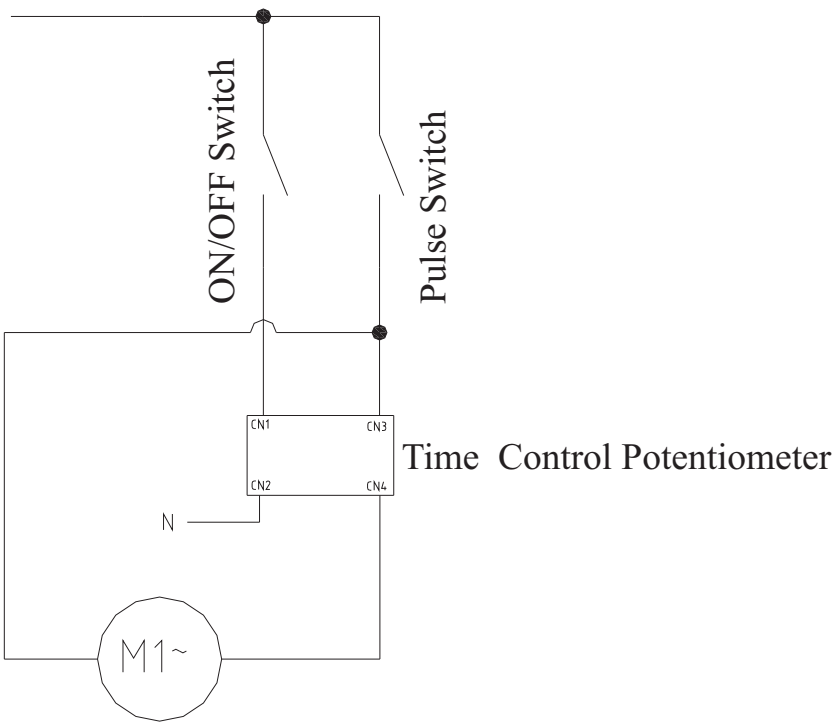 ON/OFF Switch
Pulse Switch
CN1
CN3
Time Control Potentiometer
CN2
CN4
N
M1~